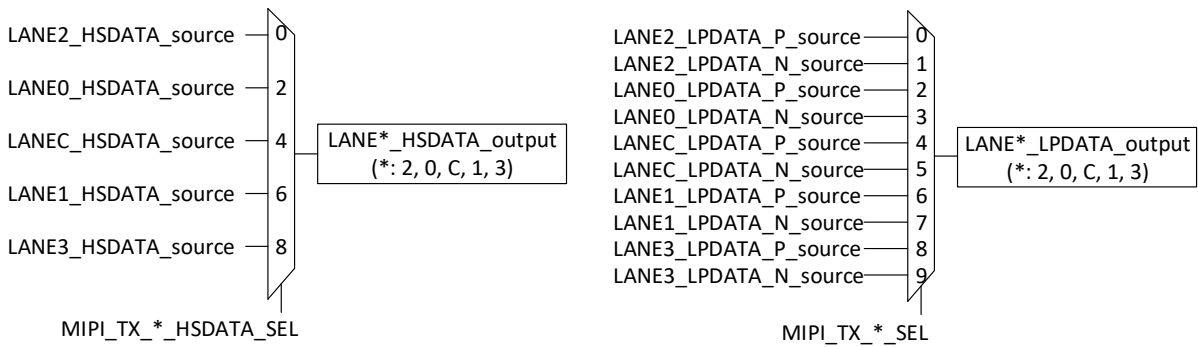 LANE2_HSDATA_source
0
LANE0_HSDATA_source
2
LANEC_HSDATA_source
4
LANE1_HSDATA_source
6
LANE3_HSDATA_source
8
LANE*_HSDATA_output
(*: 2, 0, C, 1, 3)
MIPI_TX_*_HSDATA_SEL
LANE2_LPDATA_P_source
0
LANE2_LPDATA_N_source
1
LANE0_LPDATA_P_source
2
LANE0_LPDATA_N_source
3
LANEC_LPDATA_P_source
4
LANEC_LPDATA_N_source
5
LANE1_LPDATA_P_source
6
LANE1_LPDATA_N_source
7
LANE3_LPDATA_P_source
8
LANE3_LPDATA_N_source
9
LANE*_LPDATA_output
(*: 2, 0, C, 1, 3)
MIPI_TX_*_SEL